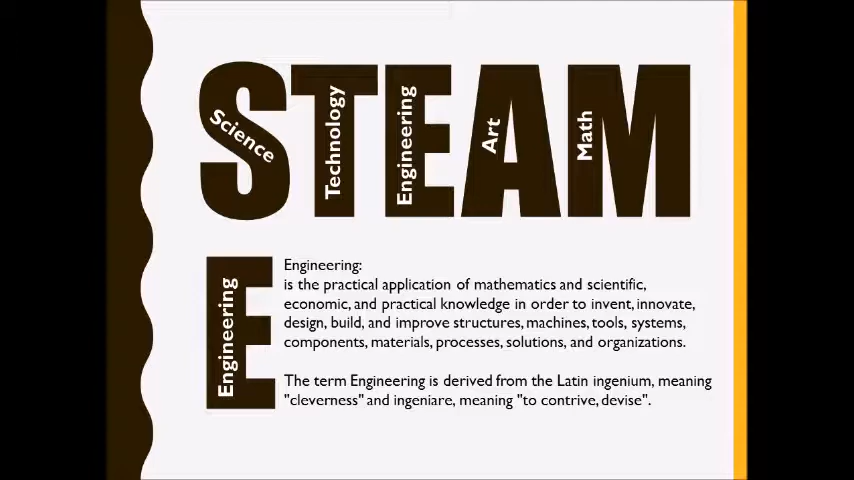 STEAM
Science
Technology
Engineering
Art
Math
E
Engineering
Engineering:
is the practical application of mathematics and scientific,
economic, and practical knowledge in order to invent, innovate,
design, build, and improve structures, machines, tools, systems,
components, materials, processes, solutions, and organizations.
The term Engineering is derived from the Latin ingenium, meaning
"cleverness" and ingeniare, meaning "to contrive, devise".